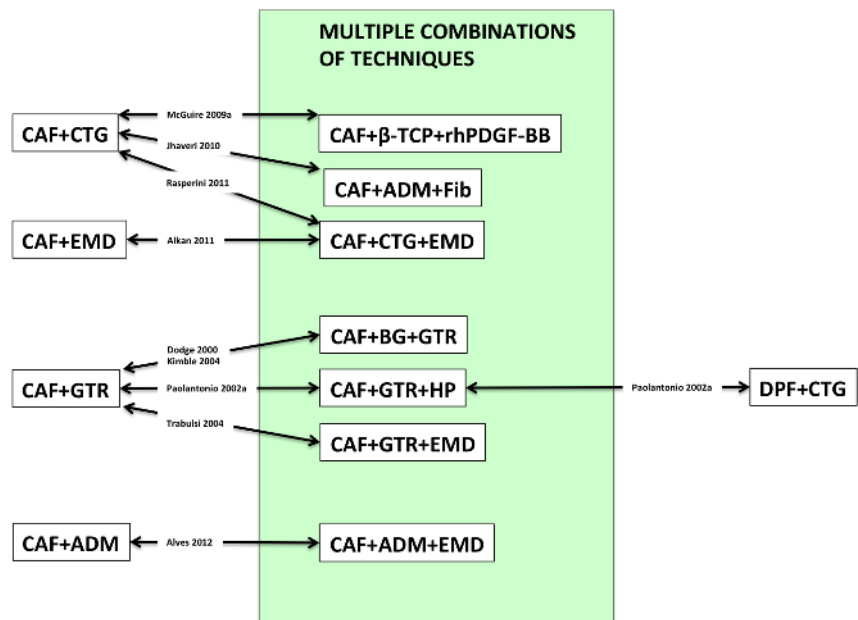 MULTIPLE COMBINATIONS
OF TECHNIQUES
McGuire 2009a
CAF+CTG
CAF+β-TCP+rhPDGF-BB
Jhaveri 2010
Rasperini 2011
CAF+ADM+Fib
CAF+EMD
Alkan 2011
CAF+CTG+EMD
Dodge 2000
Kimble 2004
CAF+BG+GTR
CAF+GTR
Paolantonio 2002a
CAF+GTR+HP
Paolantonio 2002a
DPF+CTG
Trabulsi 2004
CAF+GTR+EMD
CAF+ADM
Alves 2012
CAF+ADM+EMD